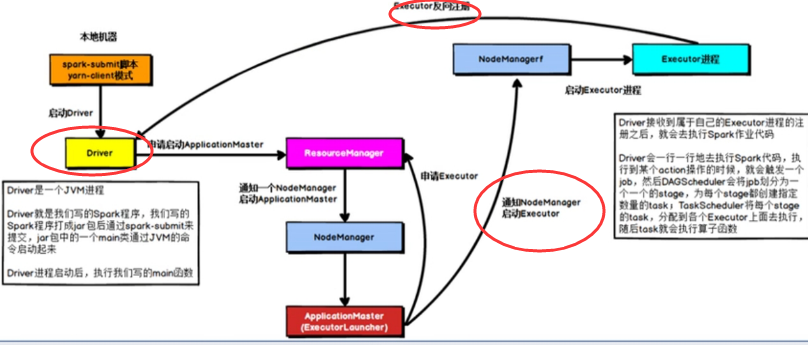 Executor反向注册
本地机器
spark-submit脚本
yarn-client模式
NodeManagerf
Executor进程
启动Executor进程
启动Driver
申请启动ApplicationMaster
Driver
ResourceManager
申请Executor
通知一个NodeManager
启动ApplicationMaster
通知NodeManager
启动Executor
NodeManager
ApplicationMaster
(ExecutorLauncher)
Driver是一个JVM进程
Driver就是我们写的Spark程序，我们写的
Spark程序打成jar包后通过spark-submit来
提交，jar包中的一个main类通过JVM的命
令启动起来
Driver进程启动后，执行我们写的main函数
Driver接收到属于自己的Executor进程的注
册之后，就会去执行Spark作业代码
Driver会一行一行地去执行Spark代码，执
行到某个action操作的时候，就会触发一个
job，然后DAGScheduler会将jpb划分为一
个一个的stage，为每个stage都创建指定
数量的task；TaskScheduler将每个stage
的task，分配到各个Executor上面去执行，
随后task就会执行算子函数